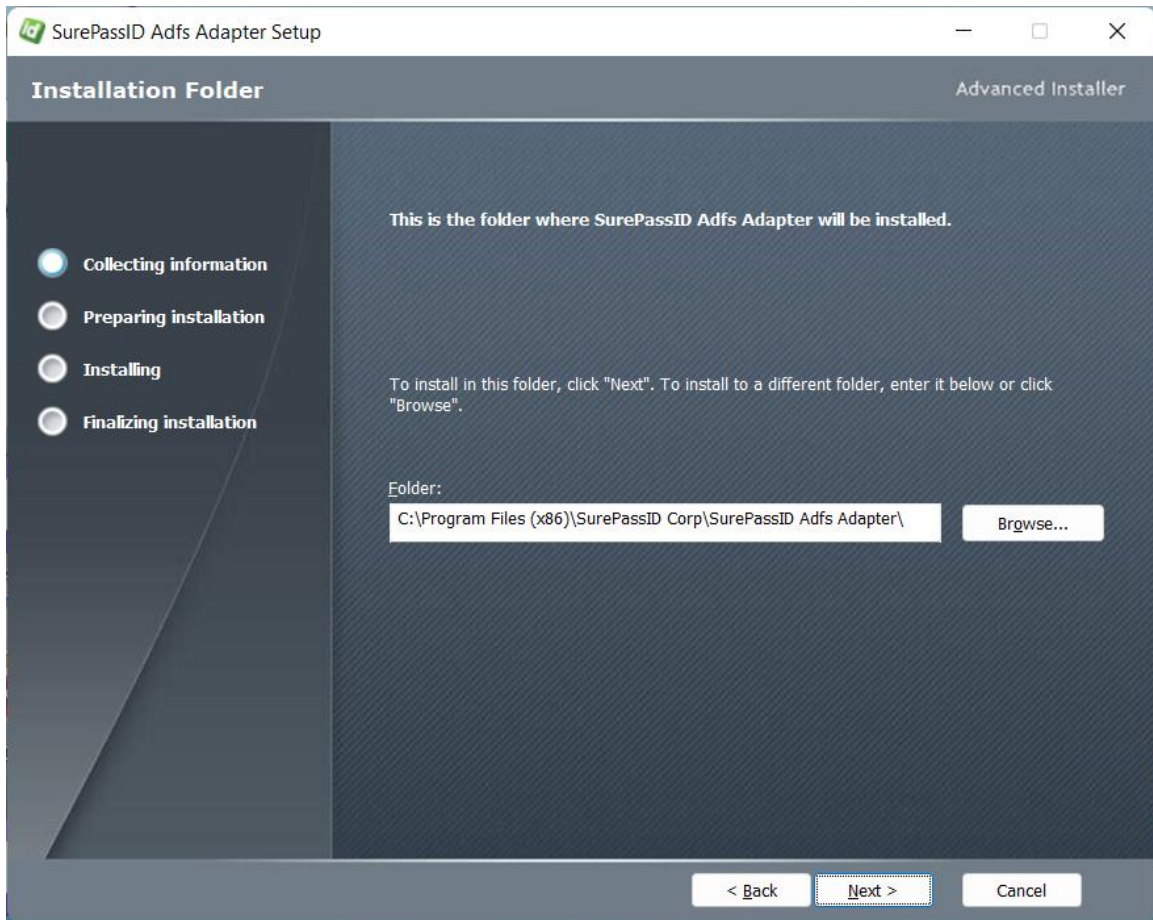 SurePassID Adfs Adapter Setup
Installation Folder
Advanced Installer
This is the folder where SurePassID Adfs Adapter will be installed.
Collecting information
Preparing installation
Installing
Finalizing installation
To install in this folder, click "Next". To install to a different folder, enter it below or click
"Browse".
Folder:
C:\Program Files (x86)\SurePassID Corp\SurePassID Adfs Adapter\
Browse...
< Back
Next >
Cancel